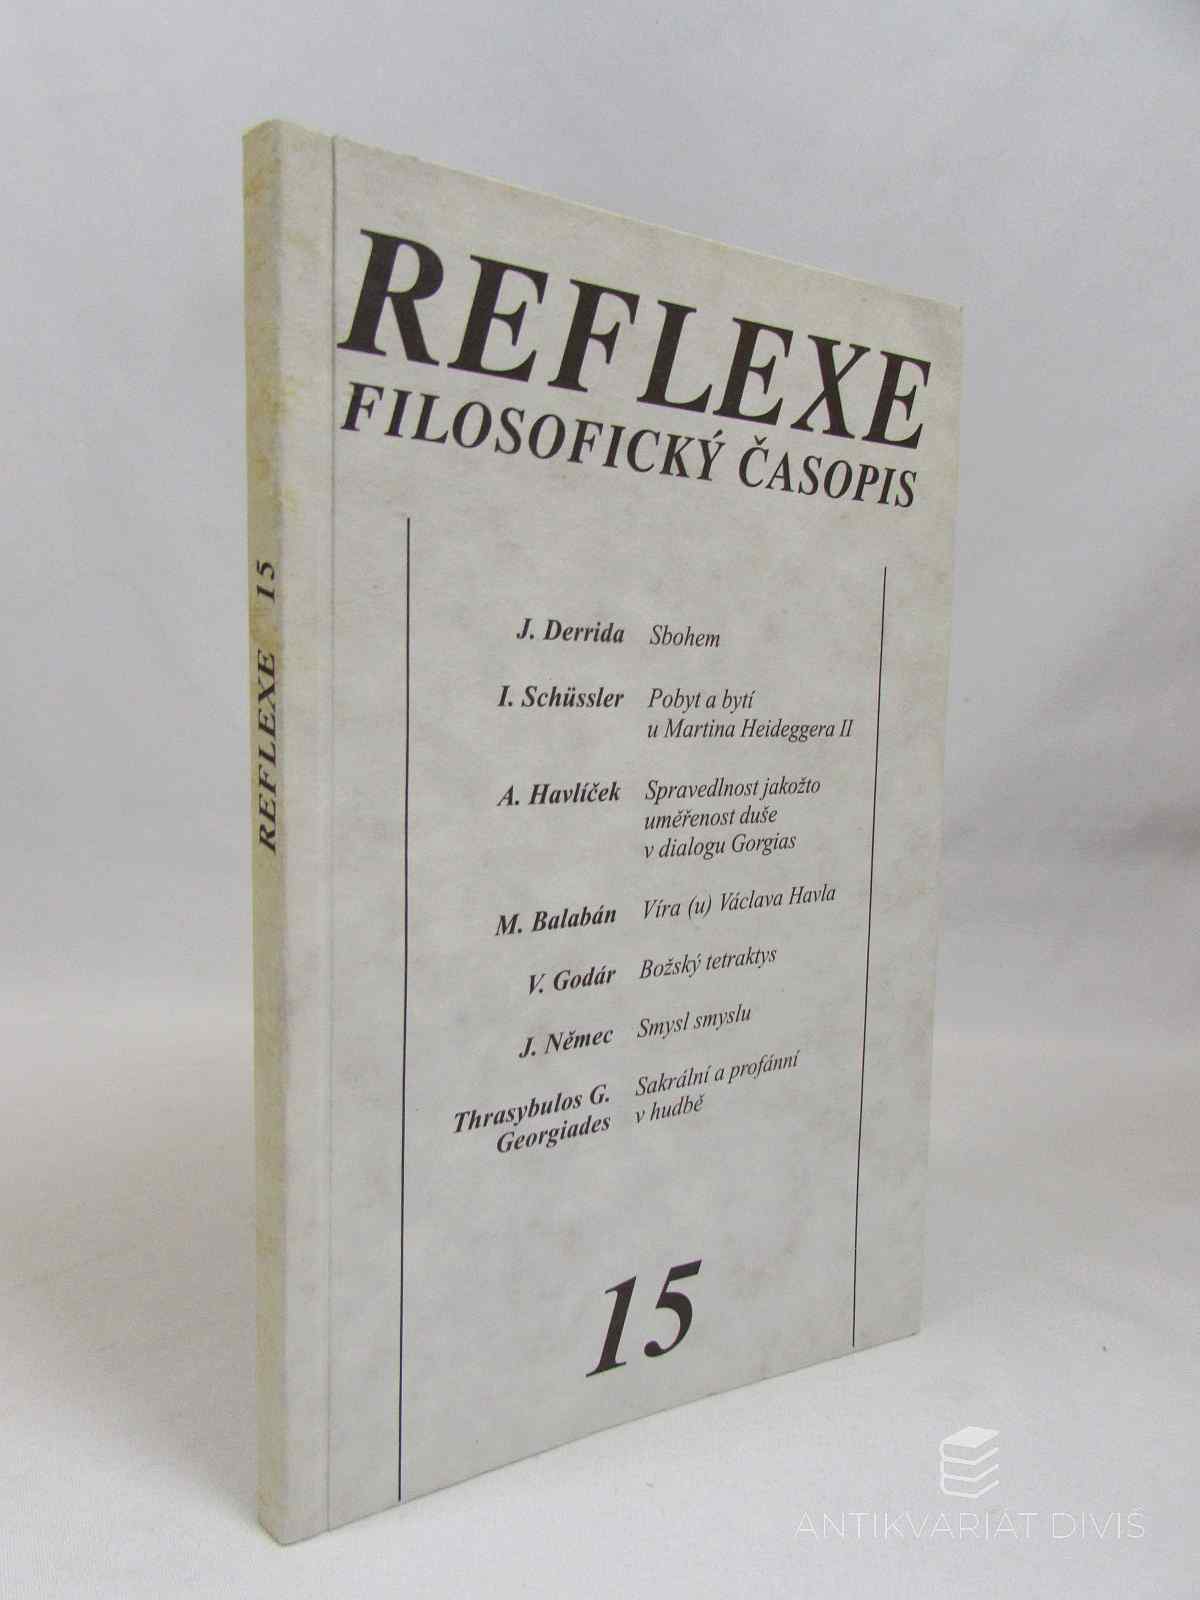 REFLEXE
FILOSOFICKÝ ČASOPIS
J. Derrida Sbohem
I. Schüssler Pobyt a bytí
u Martina Heideggera II
A. Havlíček Spravedlnost jakožto
uměřenost duše
v dialogu Gorgias
M. Balabán Víra (u) Václava Havla
V. Godár Božský tetraktys
J. Němec Smysl smyslu
Thrasybulos G. Sakrální a profánní
Georgiades v hudbě
15
REFLEXE 15
ANTIKVARIÁT DIVIŠ